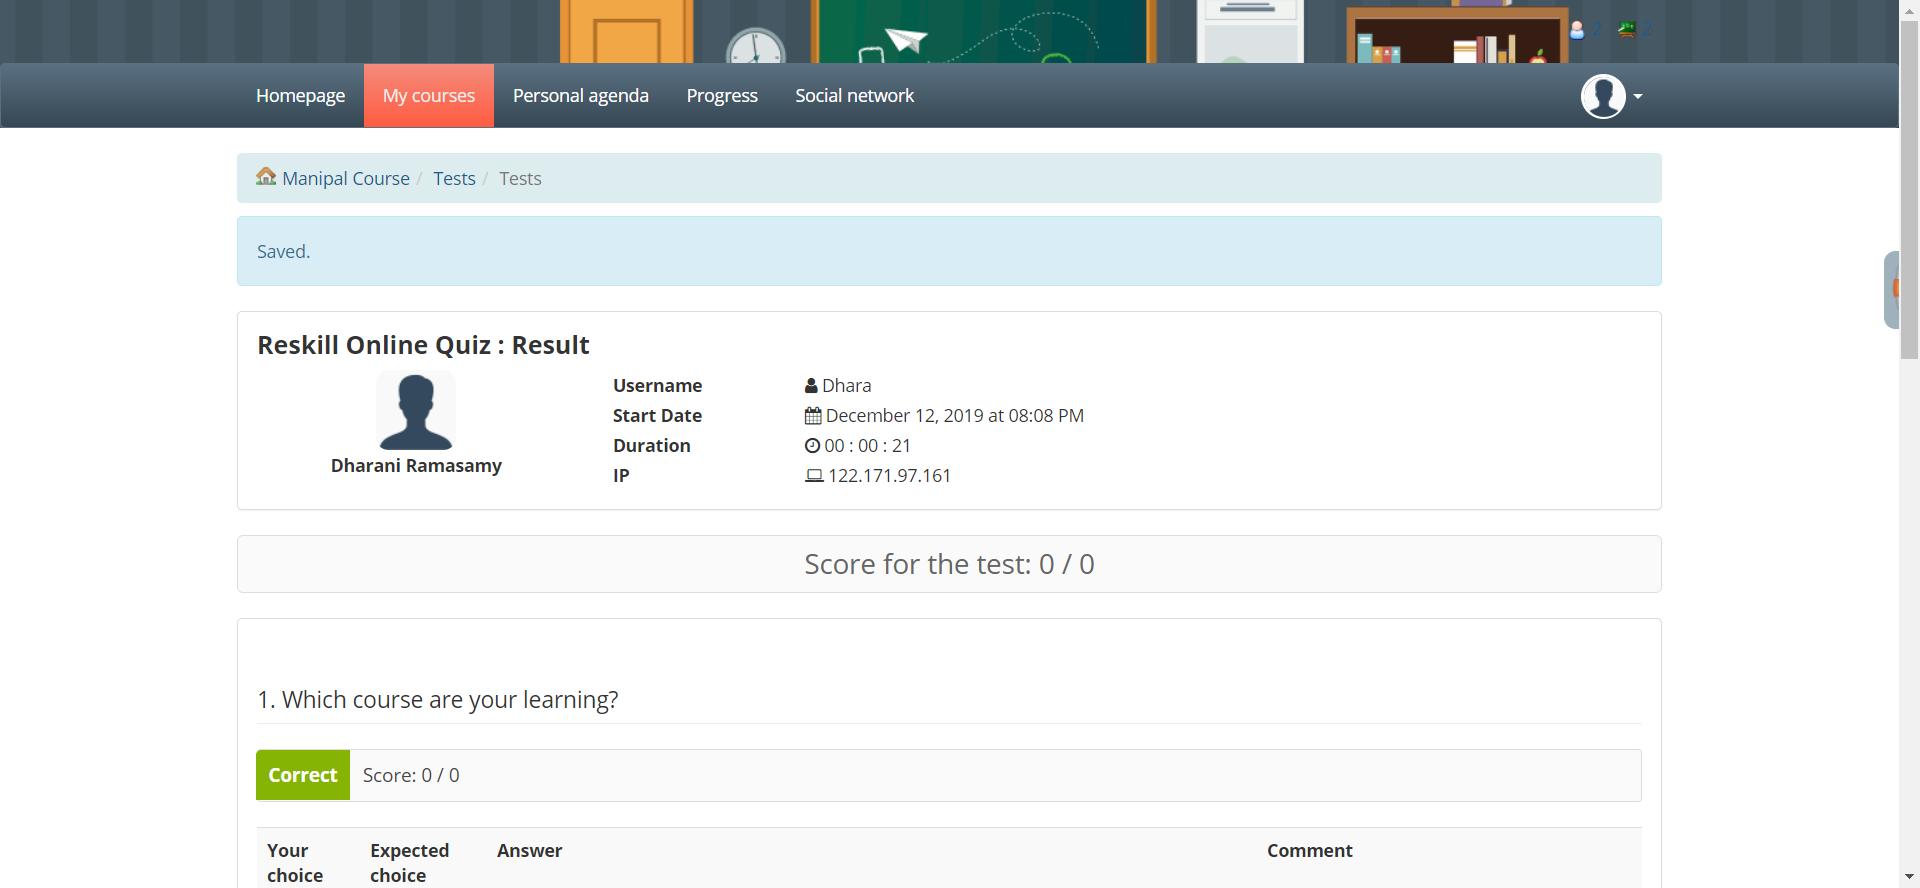 2 2
Homepage My courses Personal agenda Progress Social network
Manipal Course / Tests / Tests
Saved.
Reskill Online Quiz : Result
Dharani Ramasamy
Username Dhara
Start Date December 12, 2019 at 08:08 PM
Duration 00 : 00 : 21
IP 122.171.97.161
Score for the test: 0 / 0
1. Which course are your learning?
Correct Score: 0 / 0
Your choice Expected choice Answer Comment